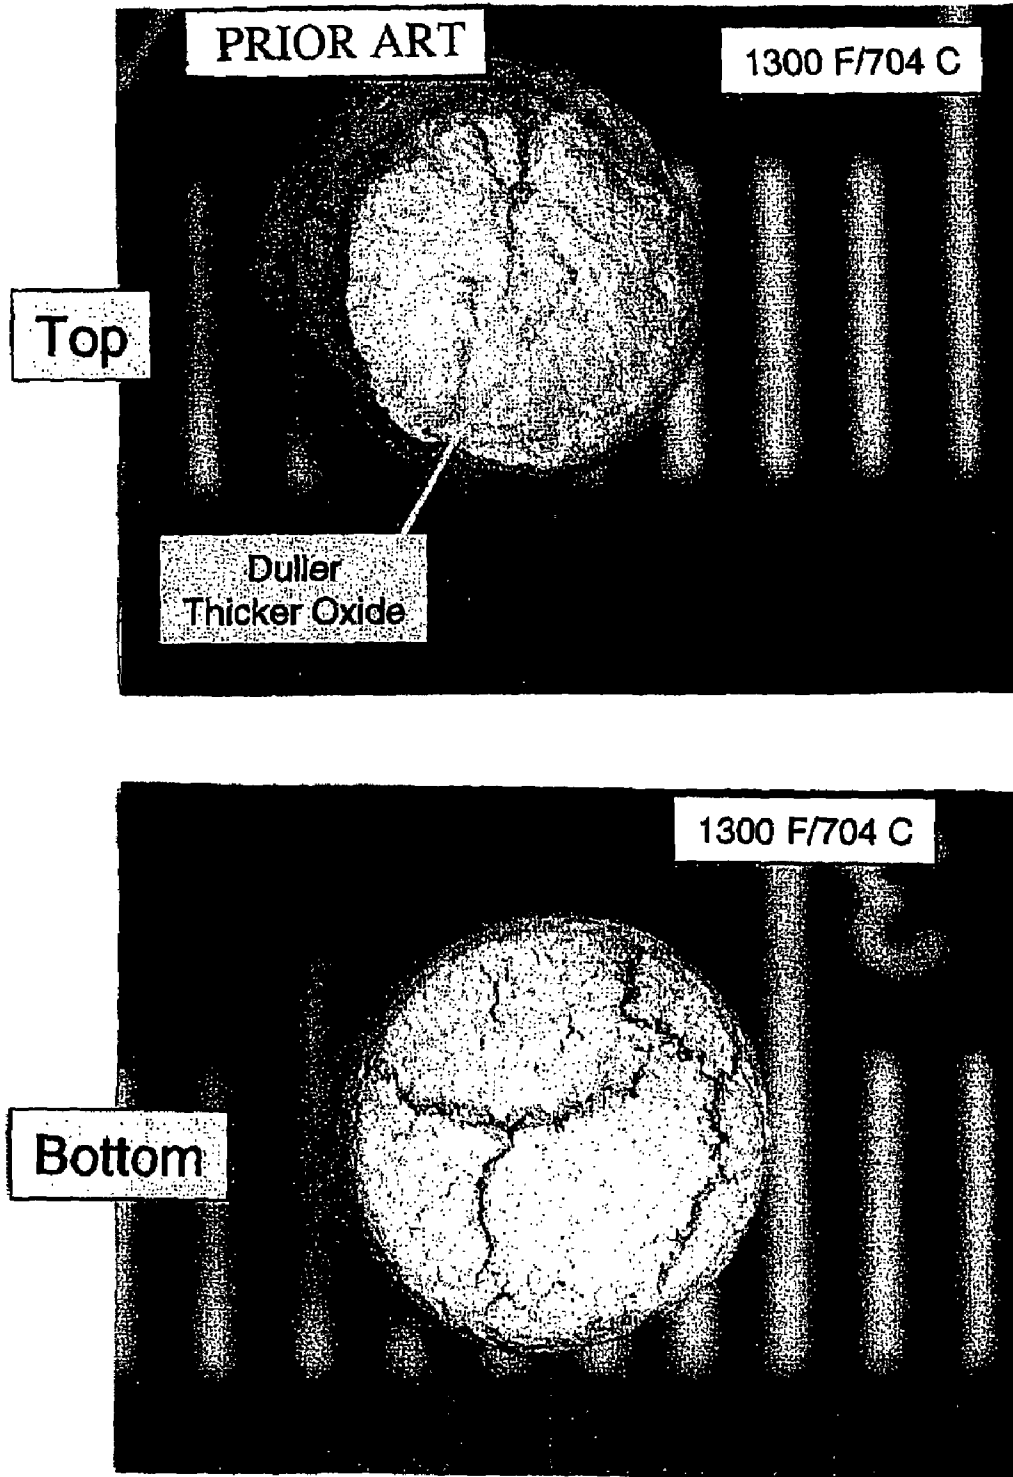 PRIOR ART
1300 F/704 C
Top
Duller
Thicker Oxide
1300 F/704 C
Bottom